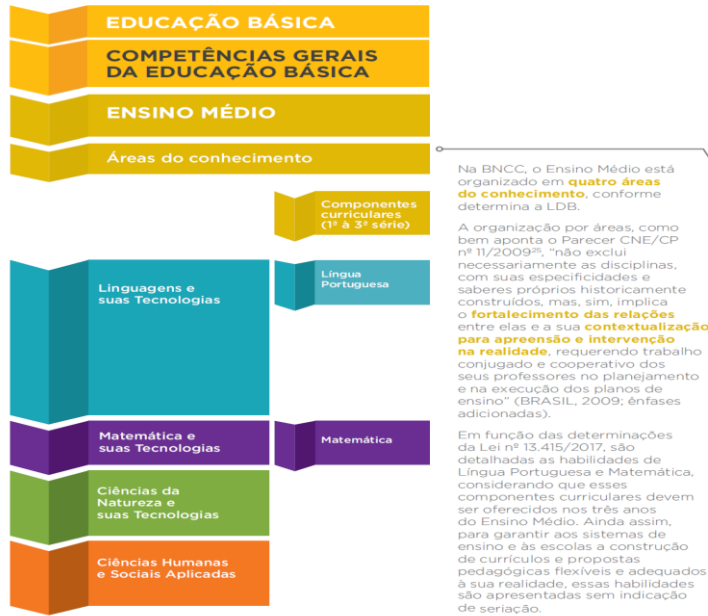 EDUCAÇÃO BÁSICA
COMPETÊNCIAS GERAIS
DA EDUCAÇÃO BÁSICA
ENSINO MÉDIO
Áreas do conhecimento
Componentes
curriculares
(1ª à 3ª série)
Linguagens e
suas Tecnologias
Língua
Portuguesa
Matemática e
suas Tecnologias
Matemática
Ciências da
Natureza e
suas Tecnologias
Ciências Humanas
e Sociais Aplicadas
Na BNCC, o Ensino Médio está
organizado em quatro áreas
do conhecimento, conforme
determina a LDB.
A organização por áreas, como
bem aponta o Parecer CNE/CP
nº 11/2009²⁵, “não exclui
necessariamente as disciplinas,
com suas especificidades e
saberes próprios historicamente
construídos, mas, sim, implica
o fortalecimento das relações
entre elas e a sua contextualização
para apreensão e intervenção
na realidade, requerendo trabalho
conjugado e cooperativo dos
seus professores no planejamento
e na execução dos planos de
ensino” (BRASIL, 2009; ênfases
adicionadas).
Em função das determinações
da Lei nº 13.415/2017, são
detalhadas as habilidades de
Língua Portuguesa e Matemática,
considerando que esses
componentes curriculares devem
ser oferecidos nos três anos
do Ensino Médio. Ainda assim,
para garantir aos sistemas de
ensino e às escolas a construção
de currículos e propostas
pedagógicas flexíveis e adequados
à sua realidade, essas habilidades
são apresentadas sem indicação
de seriação.